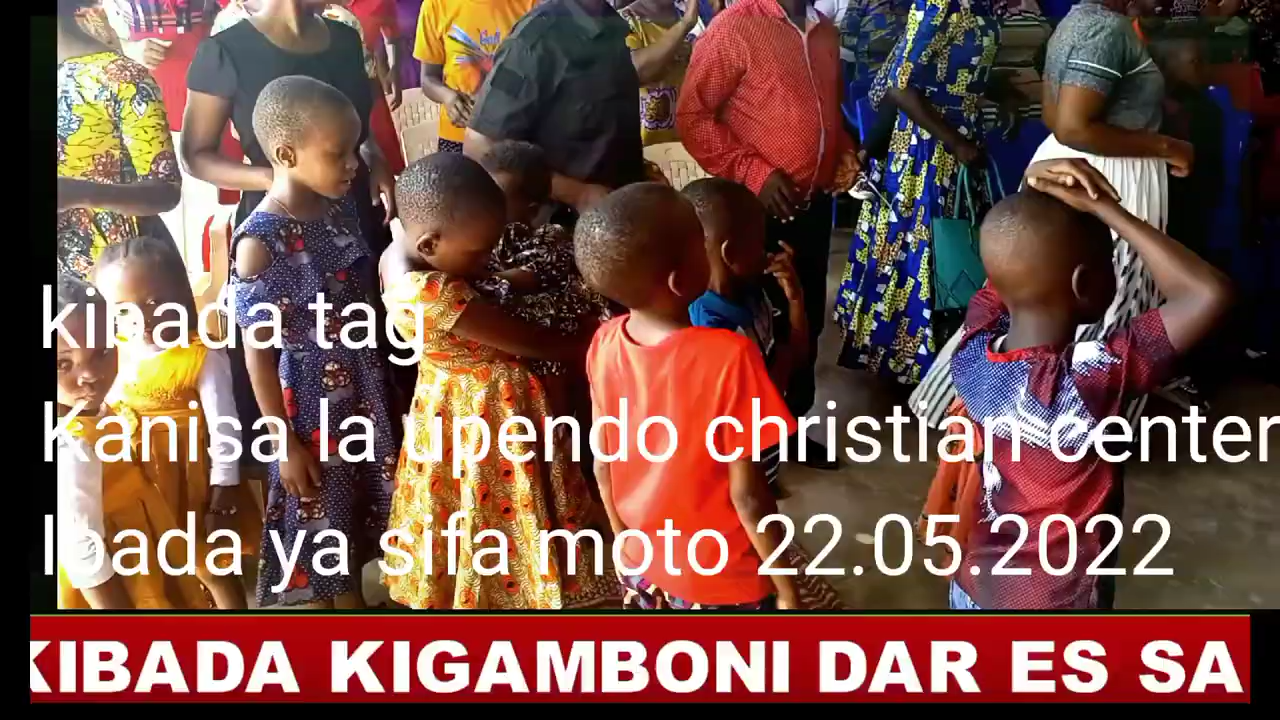 kibada tag
Kanisa la upendo christian center
Ibada ya sifa moto 22.05.2022
KIBADA KIGAMBONI DAR ES SA